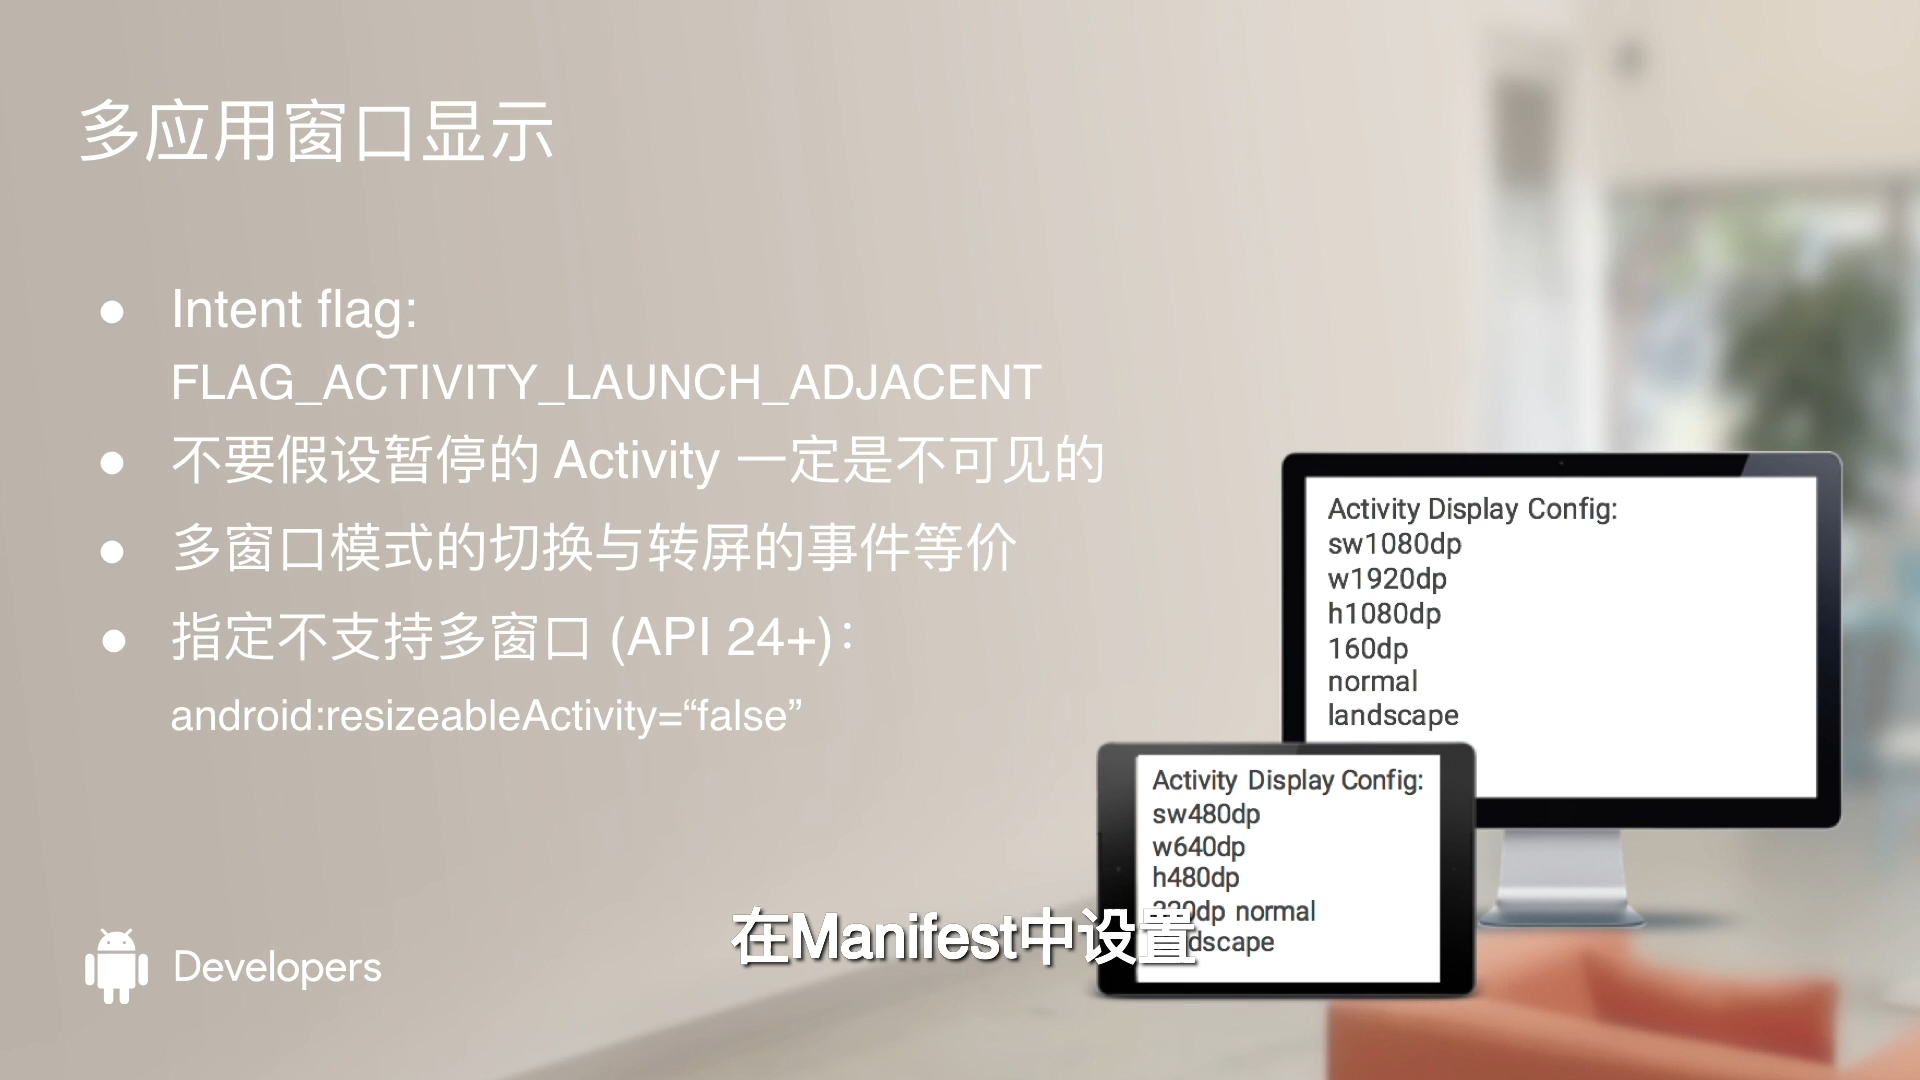 多应用窗口显示
● Intent flag:
FLAG_ACTIVITY_LAUNCH_ADJACENT
● 不要假设暂停的 Activity 一定是不可见的
● 多窗口模式的切换与转屏的事件等价
● 指定不支持多窗口 (API 24+)：
android:resizeableActivity=“false”
Activity Display Config:
sw1080dp
w1920dp
h1080dp
160dp
normal
landscape
Activity Display Config:
sw480dp
w640dp
h480dp
normal
在Manifest中设置
Developers